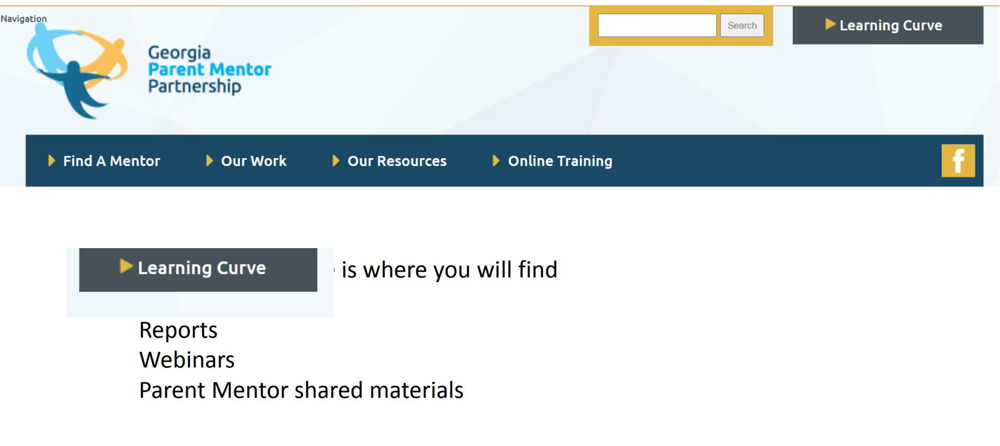 Navigation
Search
Learning Curve
Georgia
Parent Mentor
Partnership
Find A Mentor Our Work Our Resources Online Training f
Learning Curve is where you will find
Reports
Webinars
Parent Mentor shared materials